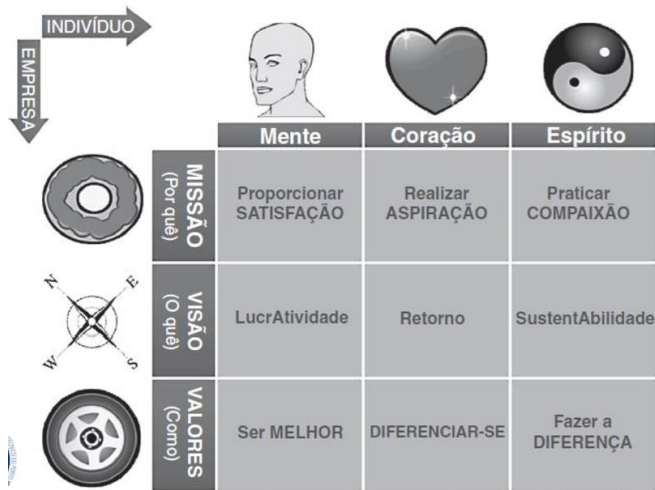 INDIVÍDUO
EMPRESA
Mente
Coração
Espírito
MISSÃO
(Por quê)
Proporcionar
SATISFAÇÃO
Realizar
ASPIRAÇÃO
Praticar
COMPAIXÃO
N
E
W
S
VISÃO
(O quê)
LucrAtividade
Retorno
SustentAbilidade
VALORES
(Como)
Ser MELHOR
DIFERENCIAR-SE
Fazer a
DIFERENÇA